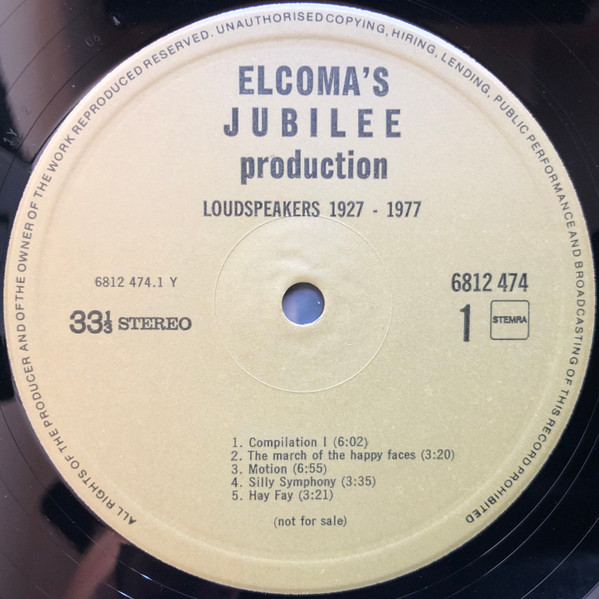 ALL RIGHTS OF THE PRODUCER AND OF THE OWNER OF THE WORK REPRODUCED RESERVED. UNAUTHORISED COPYING, HIRING, LENDING, PUBLIC PERFORMANCE AND BROADCASTING OF THIS RECORD PROHIBITED
ELCOMA'S
JUBILEE
production
LOUDSPEAKERS 1927 - 1977
6812 474.1 Y
6812 474
33⅓ STEREO
1 STEMRA
1. Compilation I (6:02)
2. The march of the happy faces (3:20)
3. Motion (6:55)
4. Silly Symphony (3:35)
5. Hay Fay (3:21)
(not for sale)